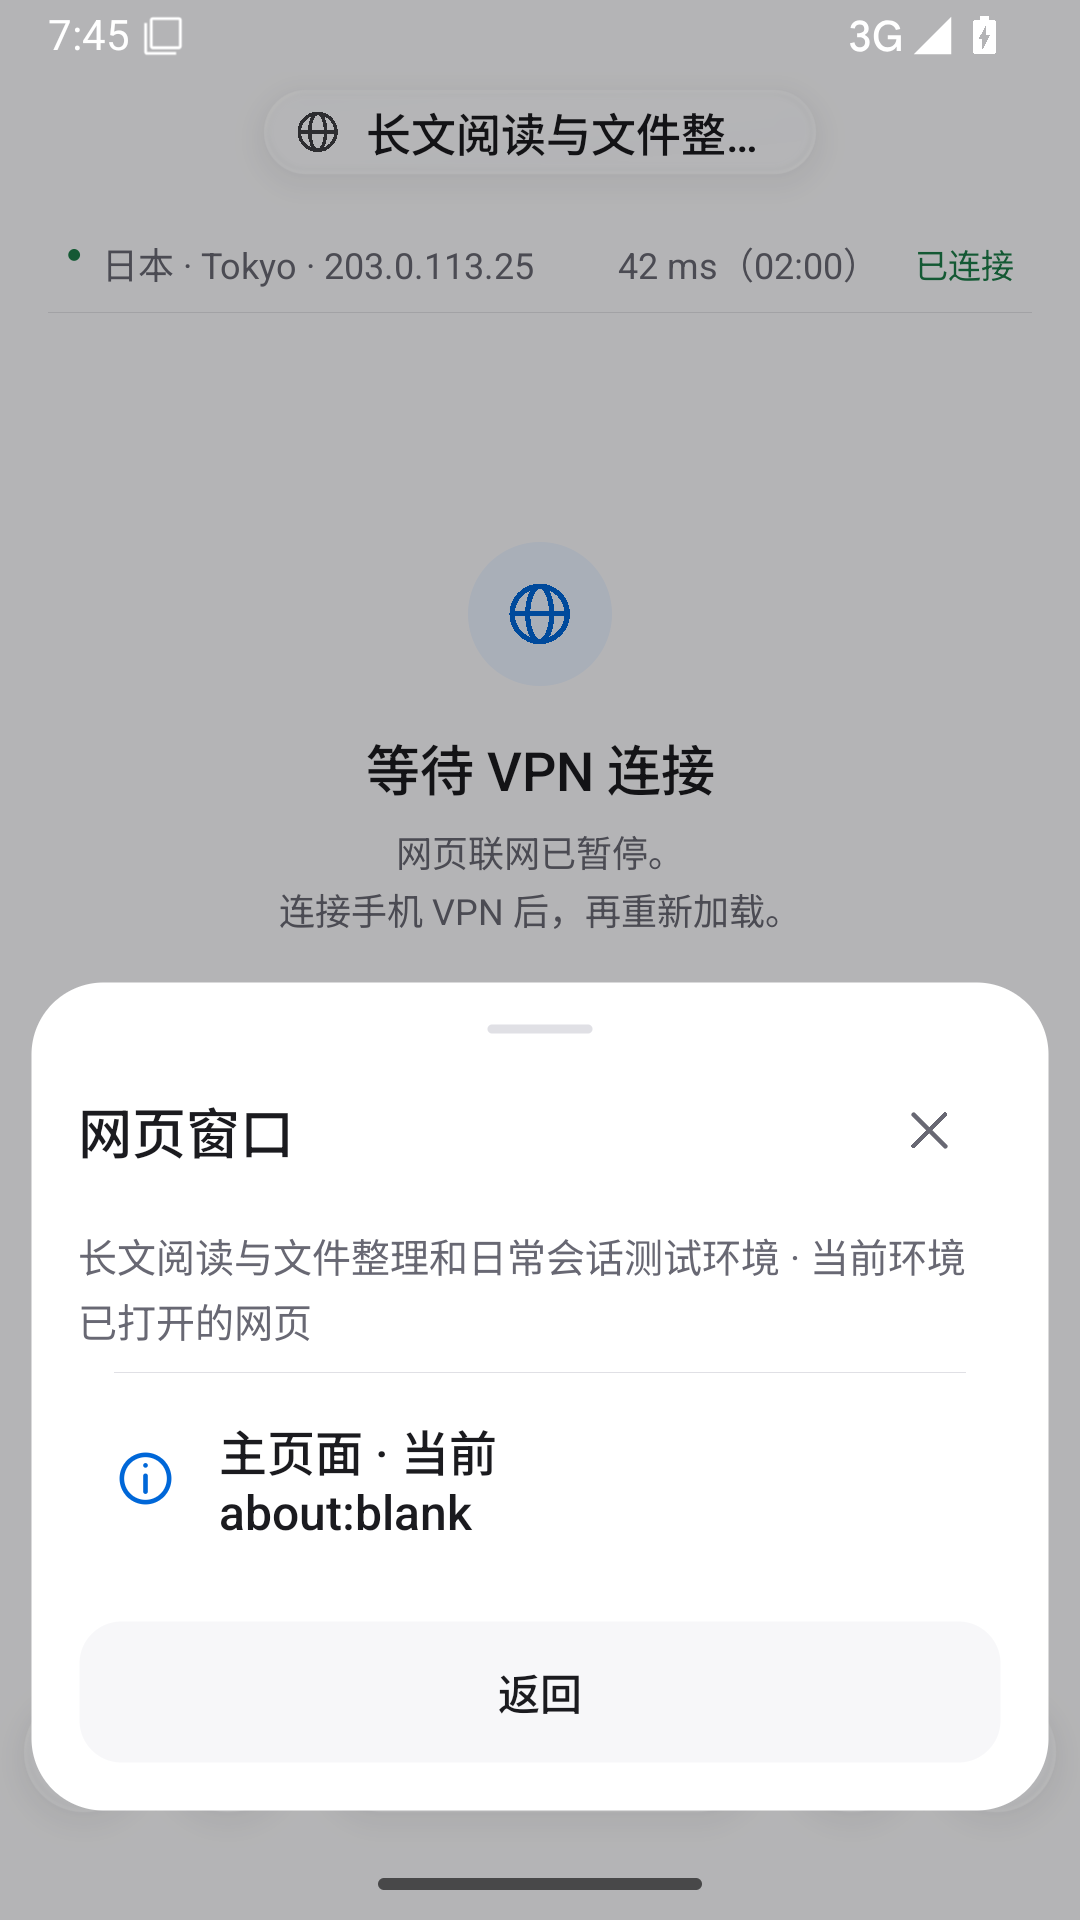 7:45 3G
长文阅读与文件整...
日本 · Tokyo · 203.0.113.25 42 ms（02:00） 已连接
等待 VPN 连接
网页联网已暂停。
连接手机 VPN 后，再重新加载。
网页窗口
长文阅读与文件整理和日常会话测试环境 · 当前环境
已打开的网页
主页面 · 当前
about:blank
返回